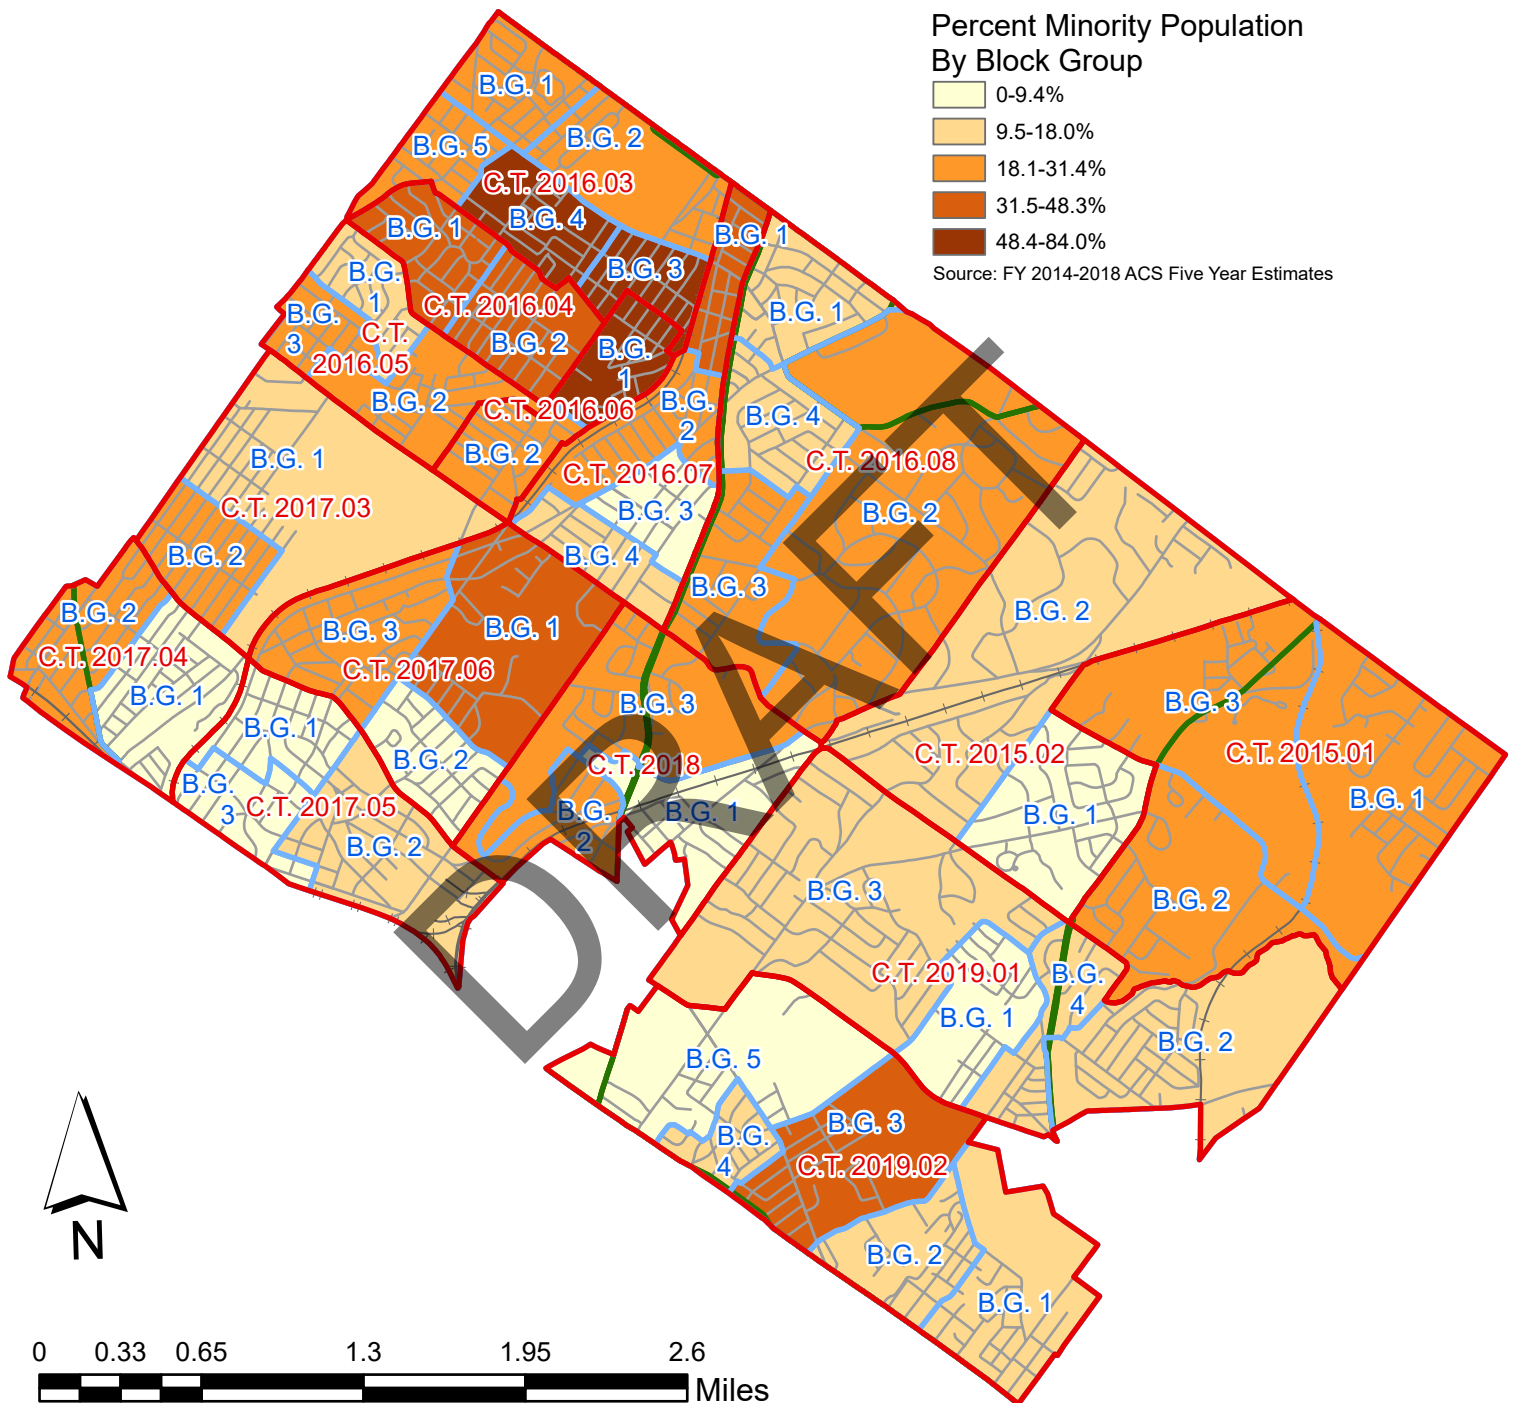 Percent Minority Population
By Block Group
0-9.4%
9.5-18.0%
18.1-31.4%
31.5-48.3%
48.4-84.0%
Source: FY 2014-2018 ACS Five Year Estimates
B.G. 1
B.G. 2
B.G. 5
C.T. 2016.03
B.G. 4
B.G. 1
B.G. 1
B.G. 3
B.G.
1
C.T. 2016.04
B.G. 1
B.G.
3
C.T.
2016.05
B.G. 2
B.G.
1
B.G. 2
C.T. 2016.06
B.G.
2
B.G. 4
B.G. 2
C.T. 2016.07
C.T. 2016.08
B.G. 1
C.T. 2017.03
B.G. 3
B.G. 2
B.G. 2
B.G. 4
B.G. 3
B.G. 2
B.G. 2
B.G. 3
B.G. 1
C.T. 2017.04
C.T. 2017.06
B.G. 1
B.G. 3
B.G. 3
B.G. 1
B.G. 2
C.T. 2018
C.T. 2015.02
C.T. 2015.01
B.G.
3
C.T. 2017.05
B.G.
2
B.G. 1
B.G. 1
B.G. 1
B.G. 2
B.G. 3
B.G. 2
C.T. 2019.01
B.G.
4
B.G. 1
B.G. 2
B.G. 5
B.G. 3
B.G.
4
C.T. 2019.02
B.G. 2
B.G. 1
DRAFT
N
0 0.33 0.65 1.3 1.95 2.6
Miles